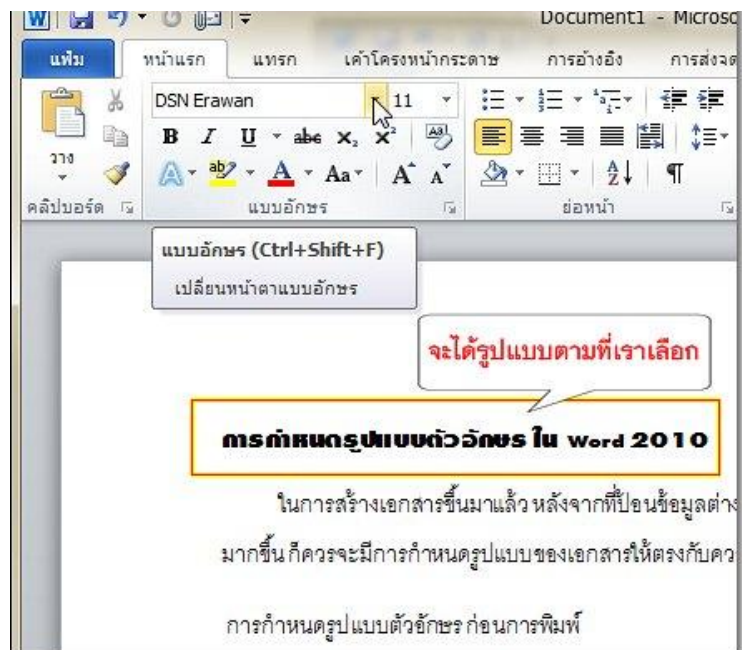 Document1 - Microso
แฟ้ม หน้าแรก แทรก เค้าโครงหน้ากระดาษ การอ้างอิง การส่งจด
DSN Erawan 11
B I U abe x₂ x²
วาง
Aa A A
คลิปบอร์ด แบบอักษร ย่อหน้า
แบบอักษร (Ctrl+Shift+F)
เปลี่ยนหน้าตาแบบอักษร
จะได้รูปแบบตามที่เราเลือก
การกำหนดรูปแบบตัวอักษร ใน Word 2010
ในการสร้างเอกสารขึ้นมาแล้ว หลังจากที่ป้อนข้อมูลต่าง
มากขึ้น ก็ควรจะมีการกำหนดรูปแบบของเอกสารให้ตรงกับคว
การกำหนดรูปแบบตัวอักษร ก่อนการพิมพ์